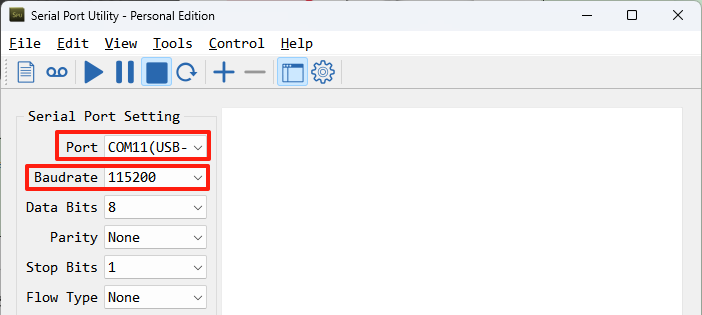 Serial Port Utility - Personal Edition
File Edit View Tools Control Help
Serial Port Setting
Port COM11(USB-
Baudrate 115200
Data Bits 8
Parity None
Stop Bits 1
Flow Type None